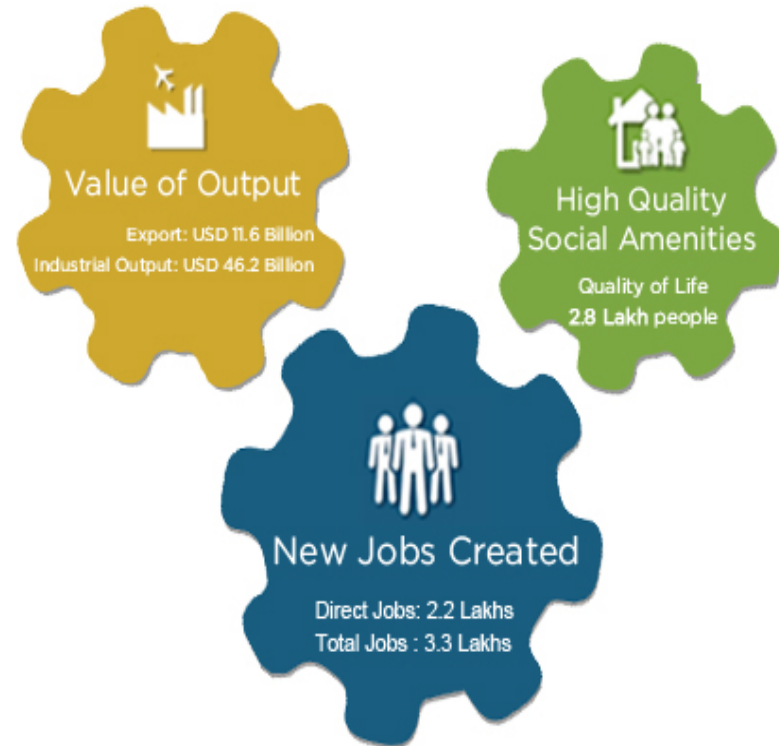 Value of Output
Export: USD 11.6 Billion
Industrial Output: USD 46.2 Billion
High Quality
Social Amenities
Quality of Life
2.8 Lakh people
New Jobs Created
Direct Jobs: 2.2 Lakhs
Total Jobs : 3.3 Lakhs